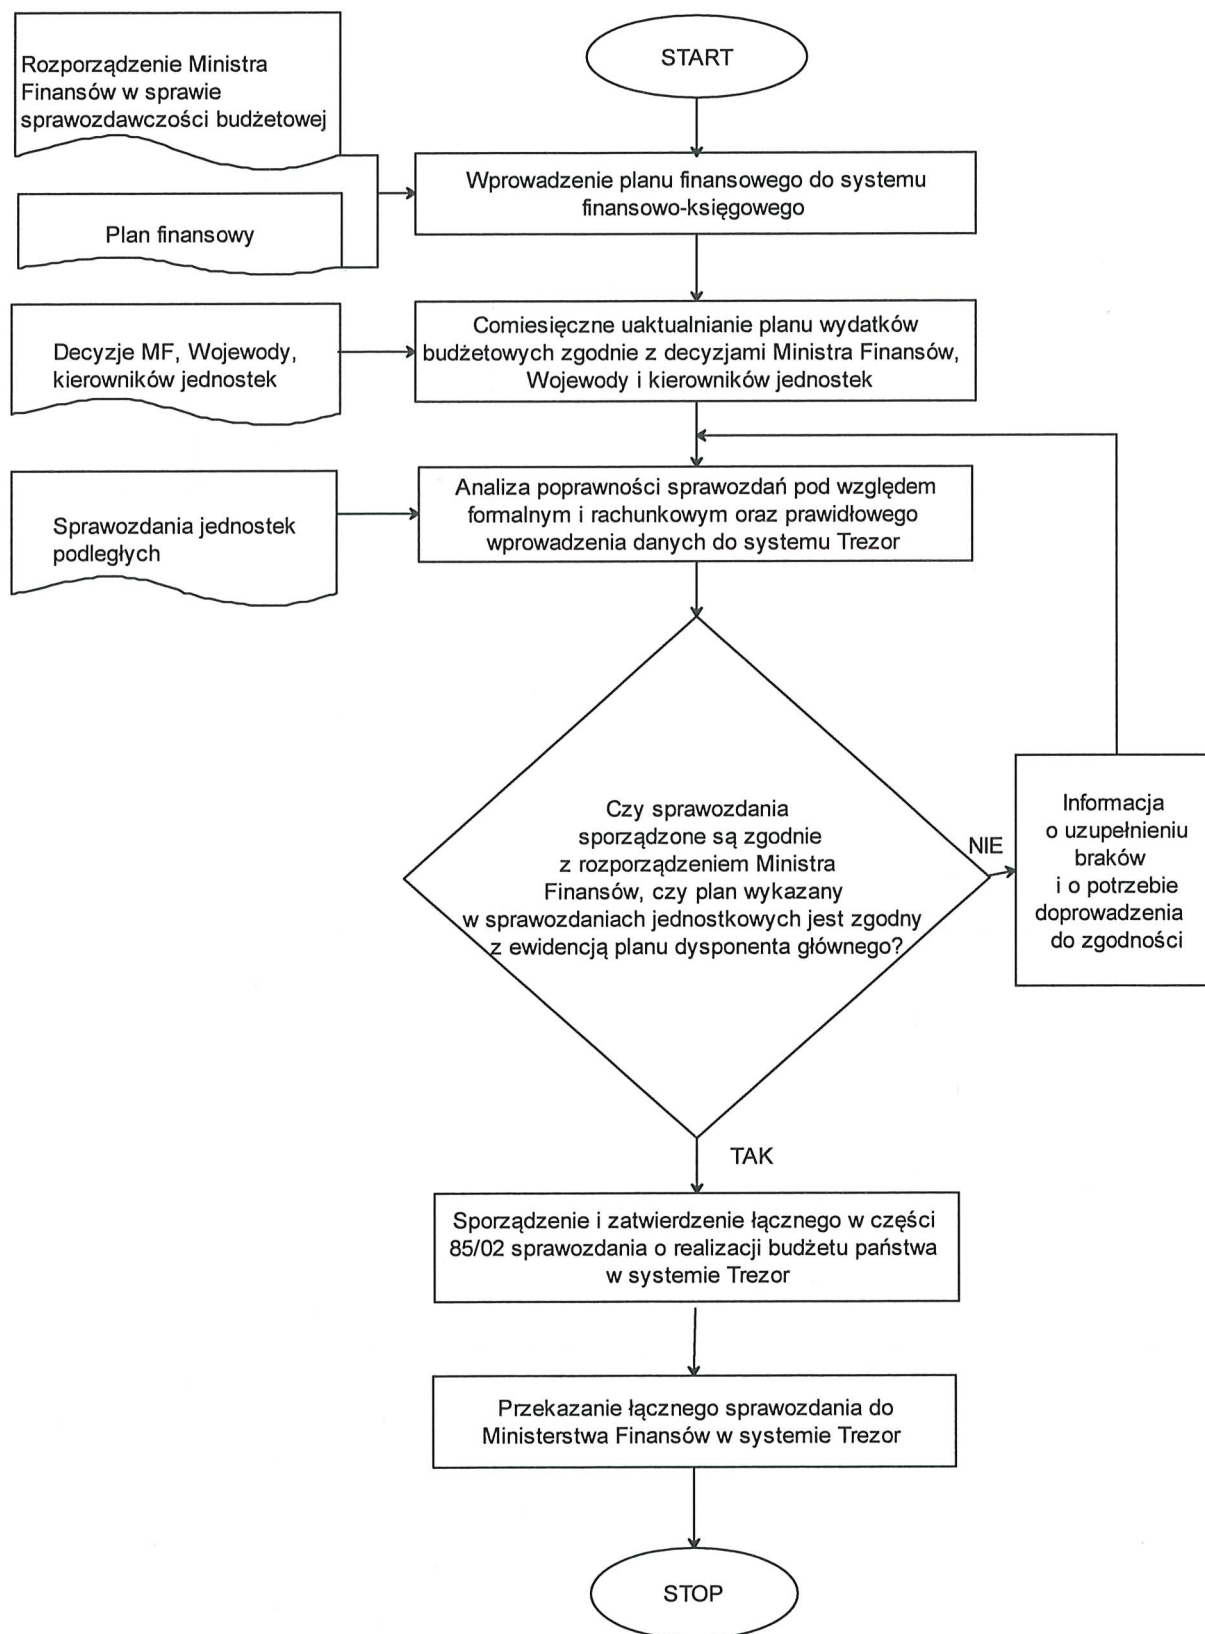 START
Rozporządzenie Ministra
Finansów w sprawie
sprawozdawczości budżetowej
Plan finansowy
Wprowadzenie planu finansowego do systemu
finansowo-księgowego
Decyzje MF, Wojewody,
kierowników jednostek
Comiesięczne uaktualnianie planu wydatków
budżetowych zgodnie z decyzjami Ministra Finansów,
Wojewody i kierowników jednostek
Sprawozdania jednostek
podległych
Analiza poprawności sprawozdań pod względem
formalnym i rachunkowym oraz prawidłowego
wprowadzenia danych do systemu Trezor
Czy sprawozdania
sporządzone są zgodnie
z rozporządzeniem Ministra
Finansów, czy plan wykazany
w sprawozdaniach jednostkowych jest zgodny
z ewidencją planu dysponenta głównego?
NIE
Informacja
o uzupełnieniu
braków
i o potrzebie
doprowadzenia
do zgodności
TAK
Sporządzenie i zatwierdzenie łącznego w części
85/02 sprawozdania o realizacji budżetu państwa
w systemie Trezor
Przekazanie łącznego sprawozdania do
Ministerstwa Finansów w systemie Trezor
STOP